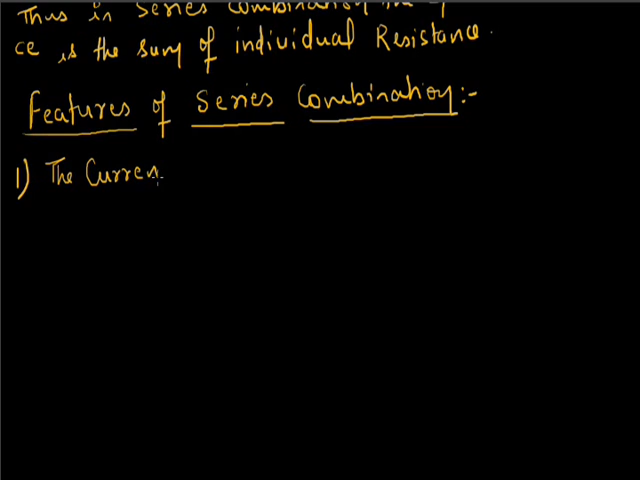 Thus in series combination the
ce is the sum of individual Resistance.
Features of Series Combination:-
1) The Curren